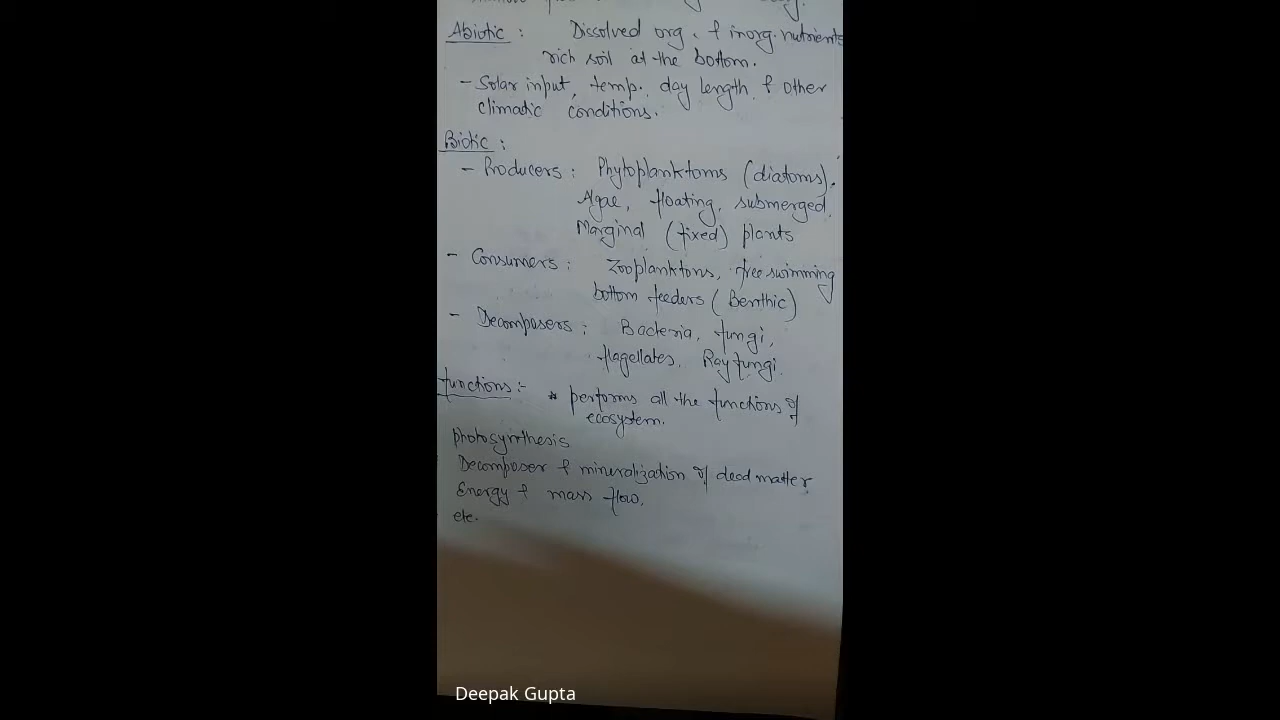 Abiotic : Dissolved org. & inorg. nutrients
rich soil at the bottom.
- Solar input, temp., day length & other
climatic conditions.
Biotic :
- Producers : Phytoplanktoms (diatoms).
Algae, floating, submerged,
Marginal (fixed) plants
- Consumers : Zooplanktons, free swimming
bottom feeders (Benthic)
- Decomposers : Bacteria, fungi,
flagellates, Ray fungi.
functions :- * performs all the functions of
ecosystem.
photosynthesis
Decomposer & mineralization of dead matter,
Energy & mass flow,
etc.
Deepak Gupta